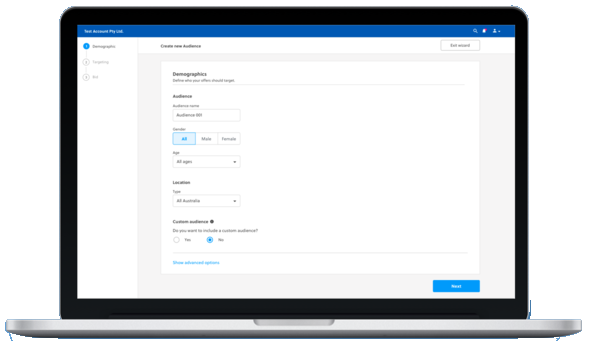 Test Account Pty Ltd.
1 Demographic
2 Targeting
3
Create new Audience
Exit wizard
Demographics
Define who your offers should target.
Audience
Audience name
Audience 001
Gender
All Male Female
Age
All ages
Location
Type
All Australia
Custom audience
Do you want to include a custom audience?
Yes No
Show advanced options
Next